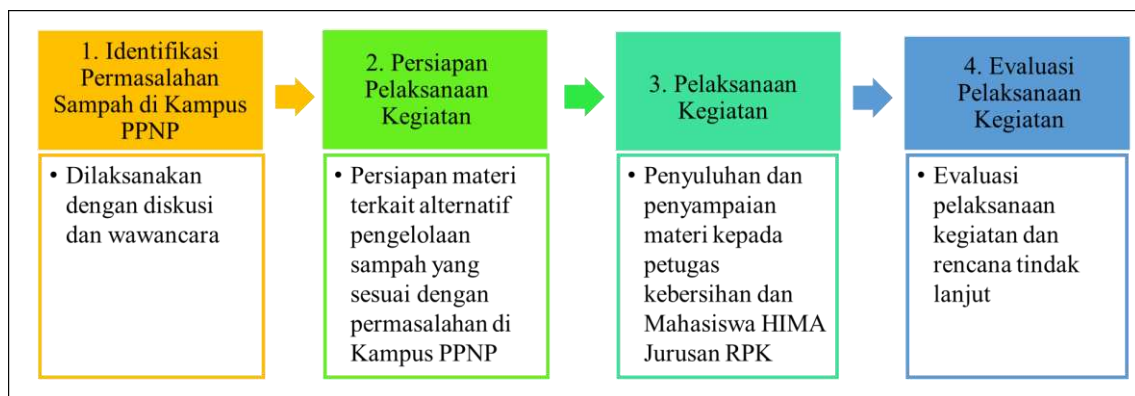 1. Identifikasi
Permasalahan
Sampah di Kampus
PPNP
• Dilaksanakan
dengan diskusi
dan wawancara
2. Persiapan
Pelaksanaan
Kegiatan
• Persiapan materi
terkait alternatif
pengelolaan
sampah yang
sesuai dengan
permasalahan di
Kampus PPNP
3. Pelaksanaan
Kegiatan
• Penyuluhan dan
penyampaian
materi kepada
petugas
kebersihan dan
Mahasiswa HIMA
Jurusan RPK
4. Evaluasi
Pelaksanaan
Kegiatan
• Evaluasi
pelaksanaan
kegiatan dan
rencana tindak
lanjut